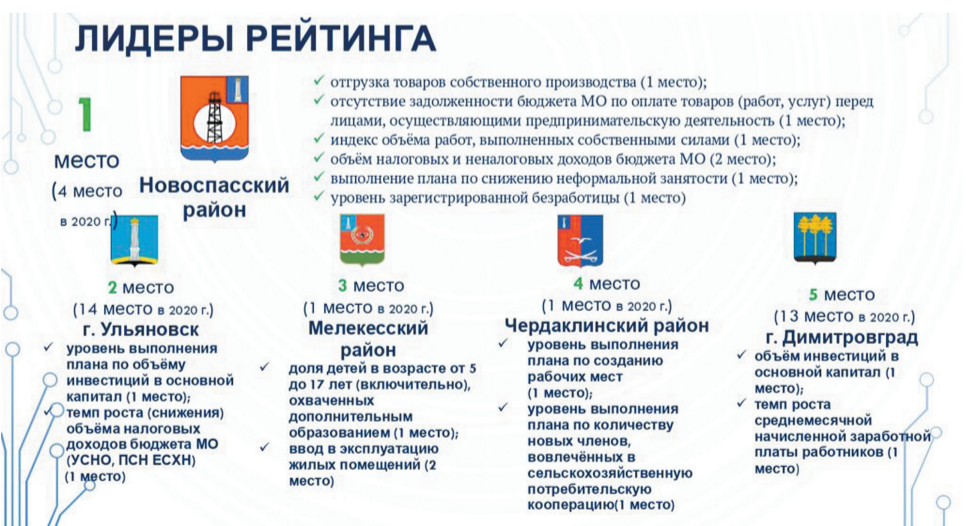 ЛИДЕРЫ РЕЙТИНГА
1
место
(4 место
в 2020 г.)
Новоспасский
район
✓ отгрузка товаров собственного производства (1 место);
✓ отсутствие задолженности бюджета МО по оплате товаров (работ, услуг) перед
лицами, осуществляющими предпринимательскую деятельность (1 место);
✓ индекс объёма работ, выполненных собственными силами (1 место);
✓ объём налоговых и неналоговых доходов бюджета МО (2 место);
✓ выполнение плана по снижению неформальной занятости (1 место);
✓ уровень зарегистрированной безработицы (1 место)
2 место
(14 место в 2020 г.)
г. Ульяновск
✓ уровень выполнения
плана по объёму
инвестиций в основной
капитал (1 место);
✓ темп роста (снижения)
объёма налоговых
доходов бюджета МО
(УСНО, ПСН ЕСХН)
(1 место)
3 место
(1 место в 2020 г.)
Мелекесский
район
✓ доля детей в возрасте от 5
до 17 лет (включительно),
охваченных
дополнительным
образованием (1 место);
✓ ввод в эксплуатацию
жилых помещений (2
место)
4 место
(1 место в 2020 г.)
Чердаклинский район
✓ уровень выполнения
плана по созданию
рабочих мест
(1 место);
✓ уровень выполнения
плана по количеству
новых членов,
вовлечённых в
сельскохозяйственную
потребительскую
кооперацию(1 место)
5 место
(13 место в 2020 г.)
г. Димитровград
✓ объём инвестиций в
основной капитал (1
место);
✓ темп роста
среднемесячной
начисленной заработной
платы работников (1
место)